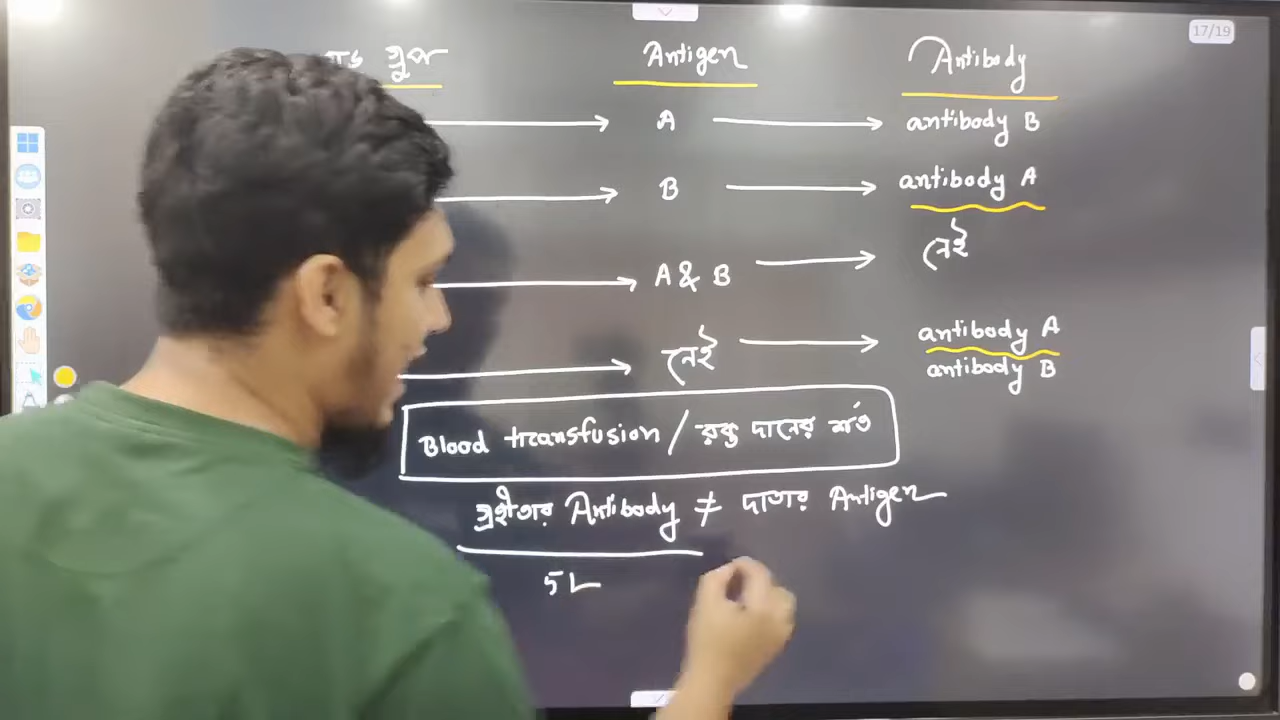 17/19
গ্রুপ Antigen Antibody
A antibody B
B antibody A
A & B নেই
নেই antibody A
antibody B
Blood transfusion / রক্ত দানের শর্ত
গ্রহীতার Antibody ≠ দাতার Antigen
5L